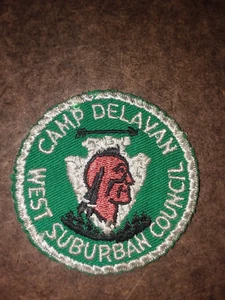 CAMP DELAVAN
WEST SUBURBAN COUNCIL